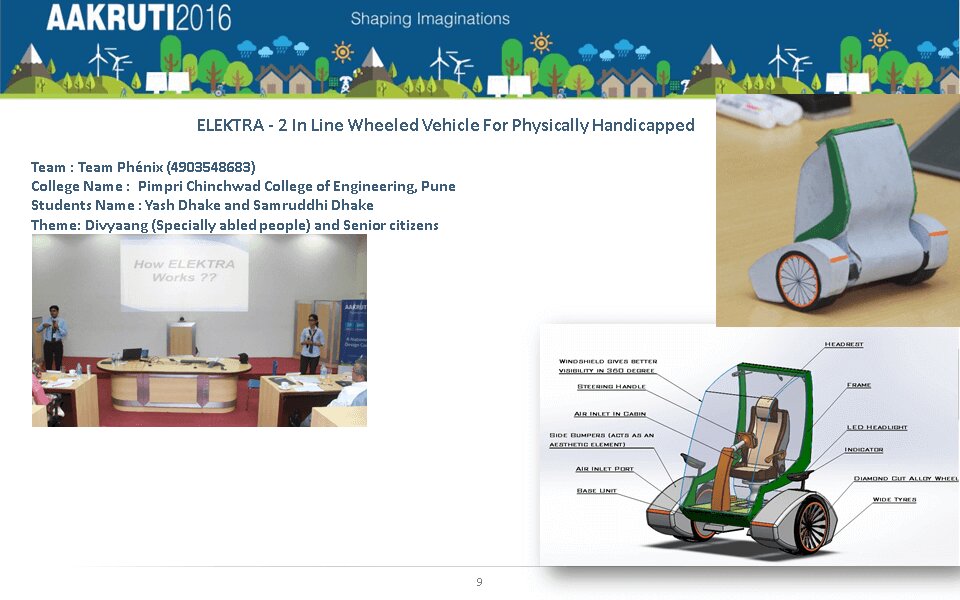 AAKRUTI2016
Shaping Imaginations
ELEKTRA - 2 In Line Wheeled Vehicle For Physically Handicapped
Team : Team Phénix (4903548683)
College Name : Pimpri Chinchwad College of Engineering, Pune
Students Name : Yash Dhake and Samruddhi Dhake
Theme: Divyaang (Specially abled people) and Senior citizens
How ELEKTRA
Works ??
AAKRUTI
A National
HEADREST
WINDSHIELD GIVES BETTER
VISIBILITY IN 360 DEGREE
STEERING HANDLE
FRAME
AIR INLET IN CABIN
LED HEADLIGHT
SIDE BUMPERS (ACTS AS AN
AESTHETIC ELEMENT)
INDICATOR
AIR INLET PORT
DIAMOND CUT ALLOY WHEEL
BASE UNIT
WIDE TYRES
9